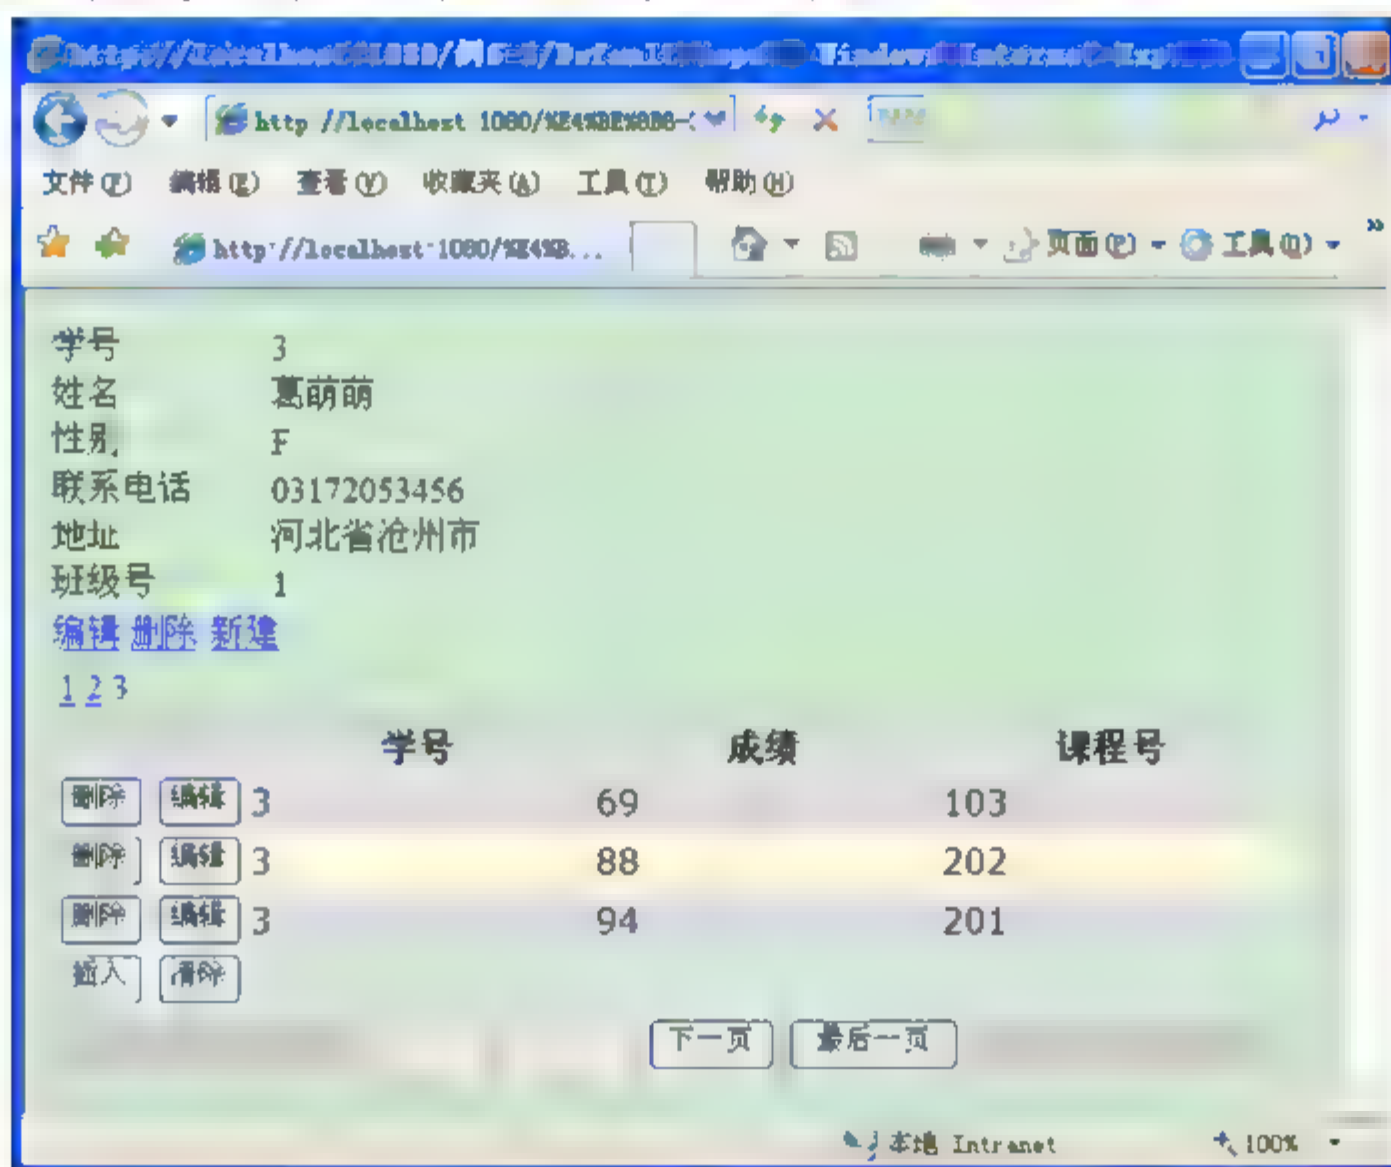 http //localhost 1080/%E4%BE%8B8-
文件(F) 编辑(E) 查看(V) 收藏夹(A) 工具(T) 帮助(H)
http://localhost:1080/%E4%B... 页面(P) 工具(O) »
学号 3
姓名 葛萌萌
性别 F
联系电话 03172053456
地址 河北省沧州市
班级号 1
编辑 删除 新建
1 2 3
学号 成绩 课程号
删除 编辑 3 69 103
删除 编辑 3 88 202
删除 编辑 3 94 201
插入 清除
下一页 最后一页
本地 Intranet 100%